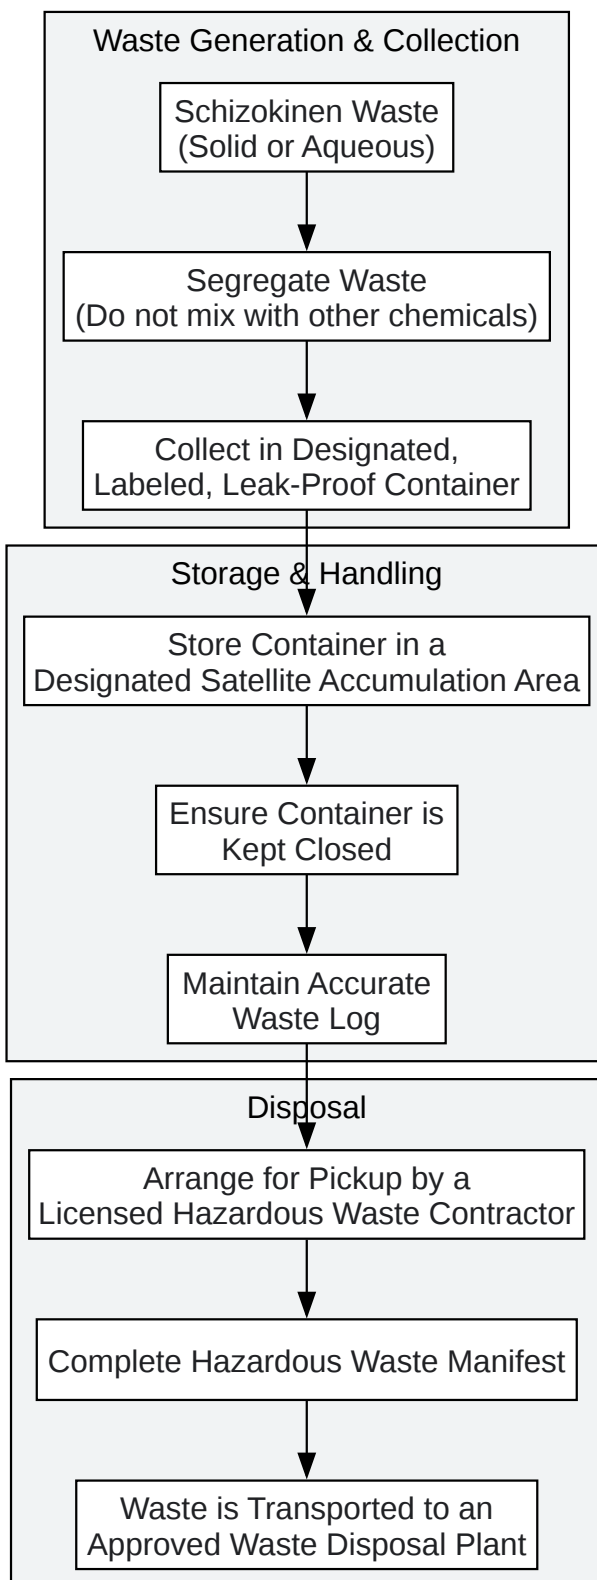 Waste Generation & Collection
Schizokinen Waste
(Solid or Aqueous)
Segregate Waste
(Do not mix with other chemicals)
Collect in Designated,
Labeled, Leak-Proof Container
Storage & Handling
Store Container in a
Designated Satellite Accumulation Area
Ensure Container is
Kept Closed
Maintain Accurate
Waste Log
Disposal
Arrange for Pickup by a
Licensed Hazardous Waste Contractor
Complete Hazardous Waste Manifest
Waste is Transported to an
Approved Waste Disposal Plant